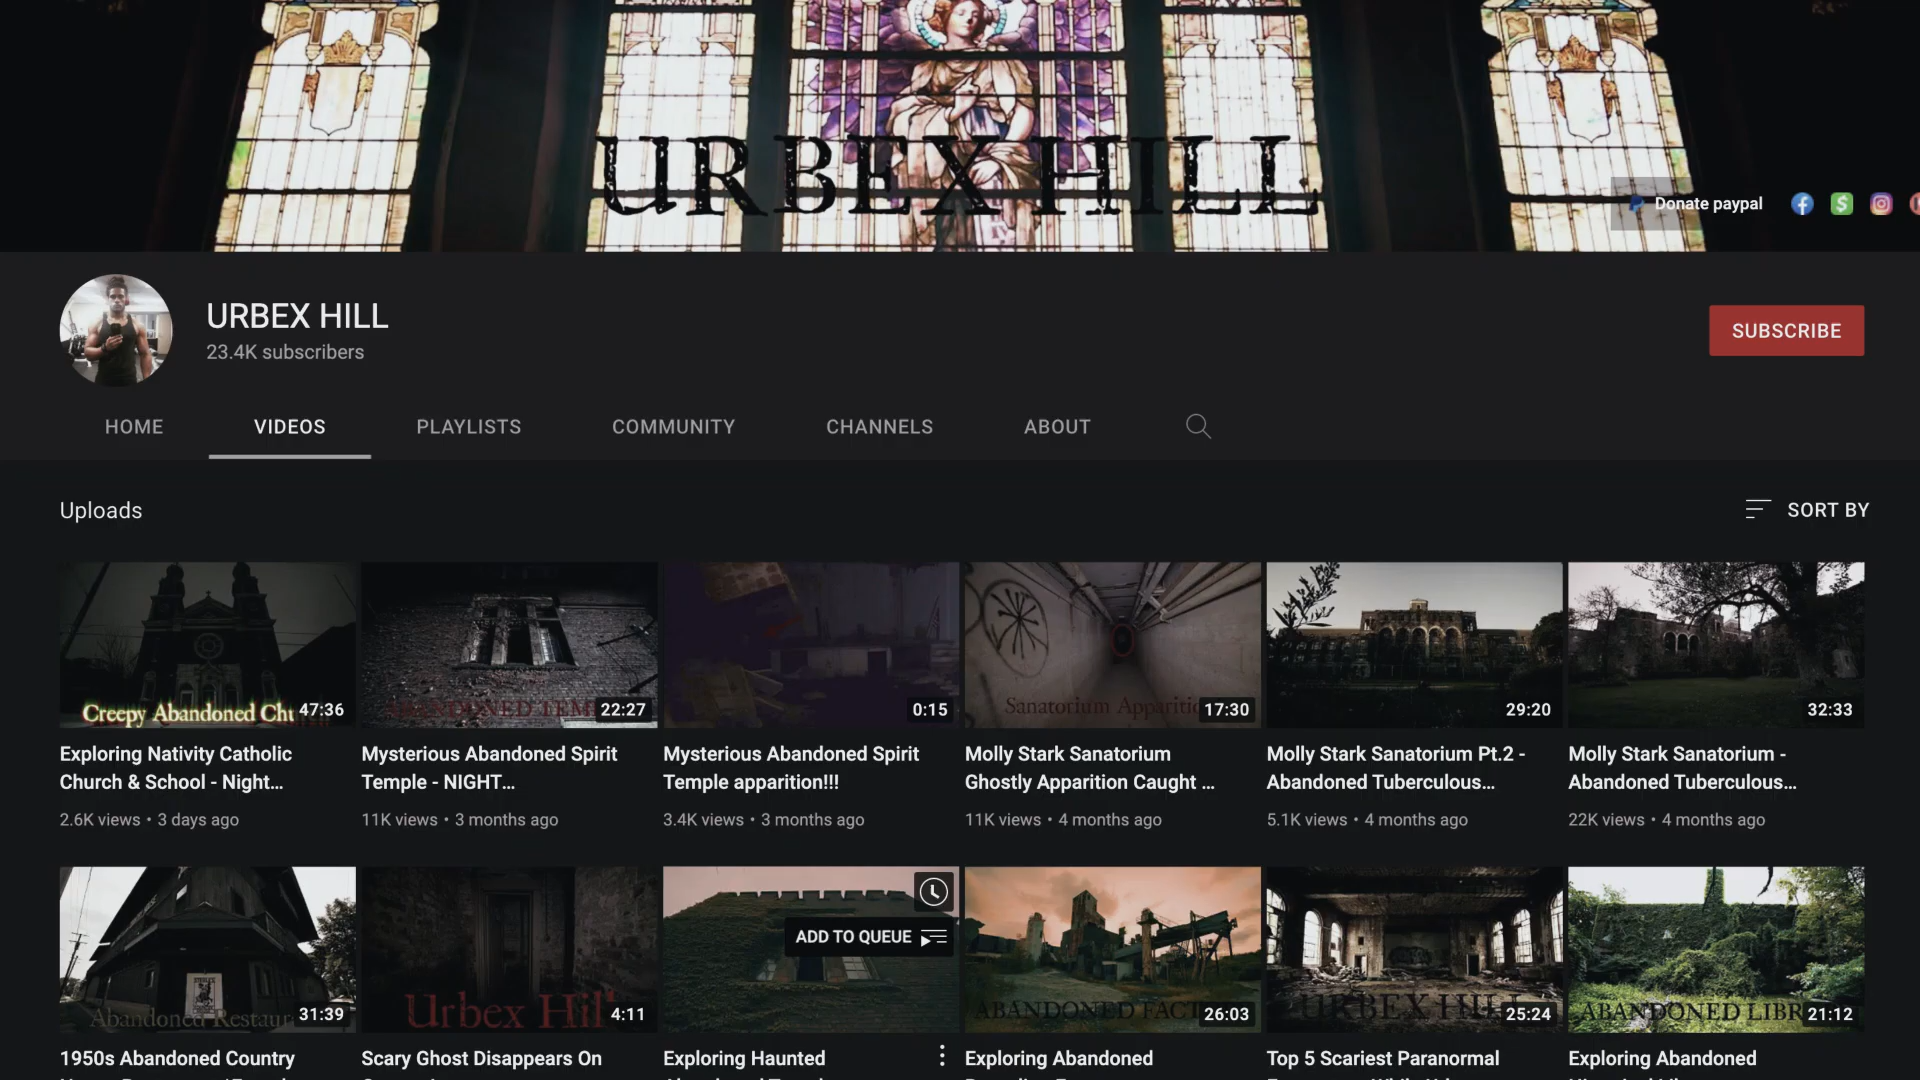 URBEX HILL
Donate paypal
URBEX HILL
23.4K subscribers
SUBSCRIBE
HOME VIDEOS PLAYLISTS COMMUNITY CHANNELS ABOUT
Uploads
SORT BY
Creepy Abandoned Chu
47:36
22:27
0:15
Sanatorium Apparitio
17:30
29:20
32:33
Exploring Nativity Catholic
Church & School - Night...
2.6K views • 3 days ago
Mysterious Abandoned Spirit
Temple - NIGHT...
11K views • 3 months ago
Mysterious Abandoned Spirit
Temple apparition!!!
3.4K views • 3 months ago
Molly Stark Sanatorium
Ghostly Apparition Caught ...
11K views • 4 months ago
Molly Stark Sanatorium Pt.2 -
Abandoned Tuberculous...
5.1K views • 4 months ago
Molly Stark Sanatorium -
Abandoned Tuberculous...
22K views • 4 months ago
Abandoned Restaur
31:39
Urbex Hill
4:11
ADD TO QUEUE
ABANDONED FACT
26:03
URBEX HILL
25:24
ABANDONED LIBR
21:12
1950s Abandoned Country
Scary Ghost Disappears On
Exploring Haunted
Exploring Abandoned
Top 5 Scariest Paranormal
Exploring Abandoned